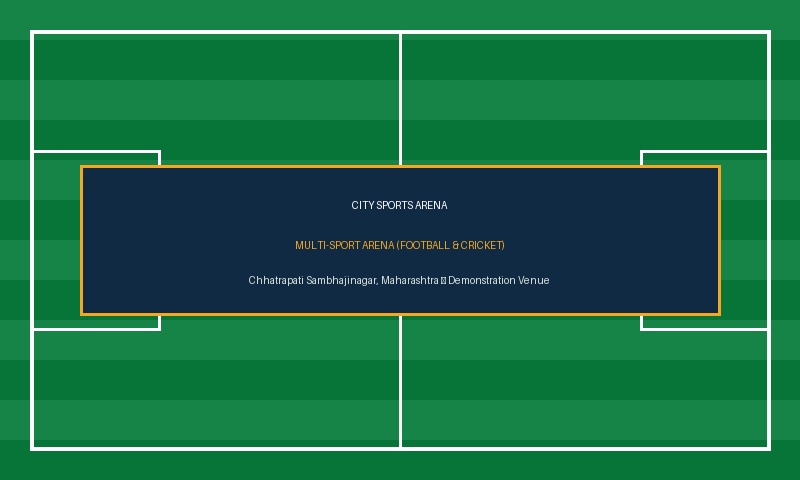 CITY SPORTS ARENA
MULTI-SPORT ARENA (FOOTBALL & CRICKET)
Chhatrapati Sambhajinagar, Maharashtra Demonstration Venue